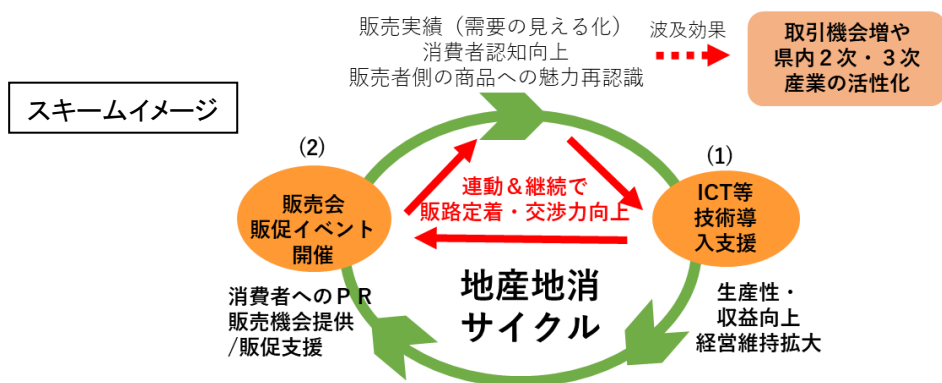 販売実績（需要の見える化）
消費者認知向上
販売者側の商品への魅力再認識
波及効果
取引機会増や
県内２次・３次
産業の活性化
スキームイメージ
(2)
販売会
販促イベント
開催
連動＆継続で
販路定着・交渉力向上
(1)
ICT等
技術導
入支援
地産地消
サイクル
消費者へのＰＲ
販売機会提供
/販促支援
生産性・
収益向上
経営維持拡大